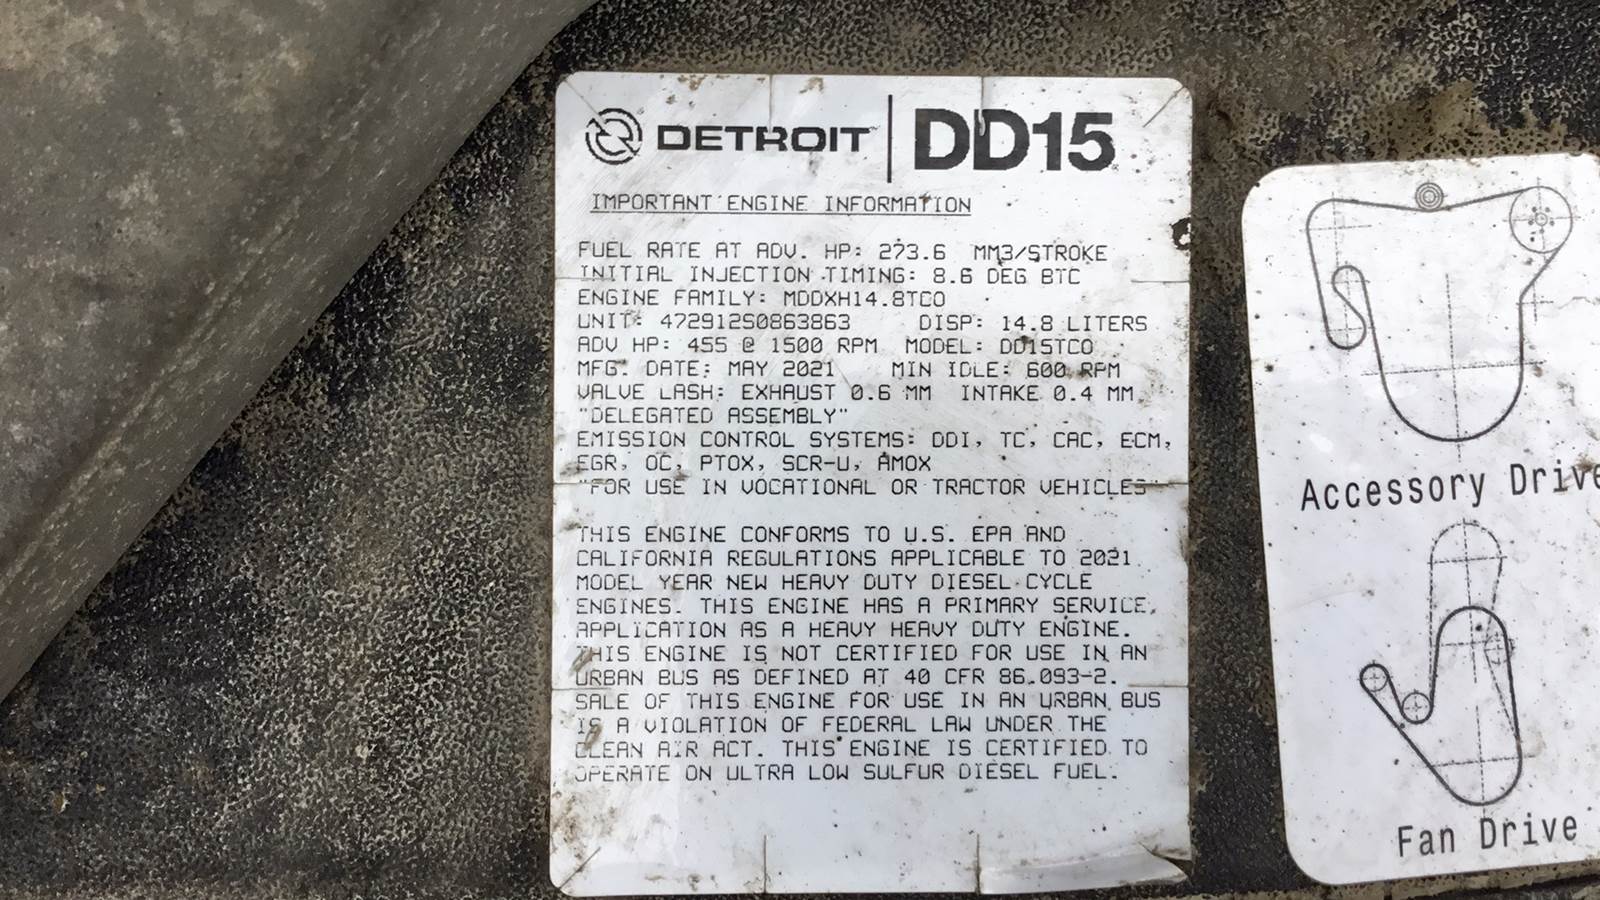 DETROIT | DD15
IMPORTANT ENGINE INFORMATION
FUEL RATE AT ADV. HP: 273.6 MM3/STROKE
INITIAL INJECTION TIMING: 8.6 DEG BTC
ENGINE FAMILY: MDDXH14.8TCO
UNIT: 472912S0863863 DISP: 14.8 LITERS
ADV HP: 455 @ 1500 RPM MODEL: DD15TCO
MFG. DATE: MAY 2021 MIN IDLE: 600 RPM
VALVE LASH: EXHAUST 0.6 MM INTAKE 0.4 MM
"DELEGATED ASSEMBLY"
EMISSION CONTROL SYSTEMS: DDI, TC, CAC, ECM,
EGR, OC, PTOX, SCR-U, AMOX
"FOR USE IN VOCATIONAL OR TRACTOR VEHICLES"
THIS ENGINE CONFORMS TO U.S. EPA AND
CALIFORNIA REGULATIONS APPLICABLE TO 2021
MODEL YEAR NEW HEAVY DUTY DIESEL CYCLE
ENGINES. THIS ENGINE HAS A PRIMARY SERVICE
APPLICATION AS A HEAVY HEAVY DUTY ENGINE.
THIS ENGINE IS NOT CERTIFIED FOR USE IN AN
URBAN BUS AS DEFINED AT 40 CFR 86.093-2.
SALE OF THIS ENGINE FOR USE IN AN URBAN BUS
IS A VIOLATION OF FEDERAL LAW UNDER THE
CLEAN AIR ACT. THIS ENGINE IS CERTIFIED TO
OPERATE ON ULTRA LOW SULFUR DIESEL FUEL.
Accessory Drive
Fan Drive